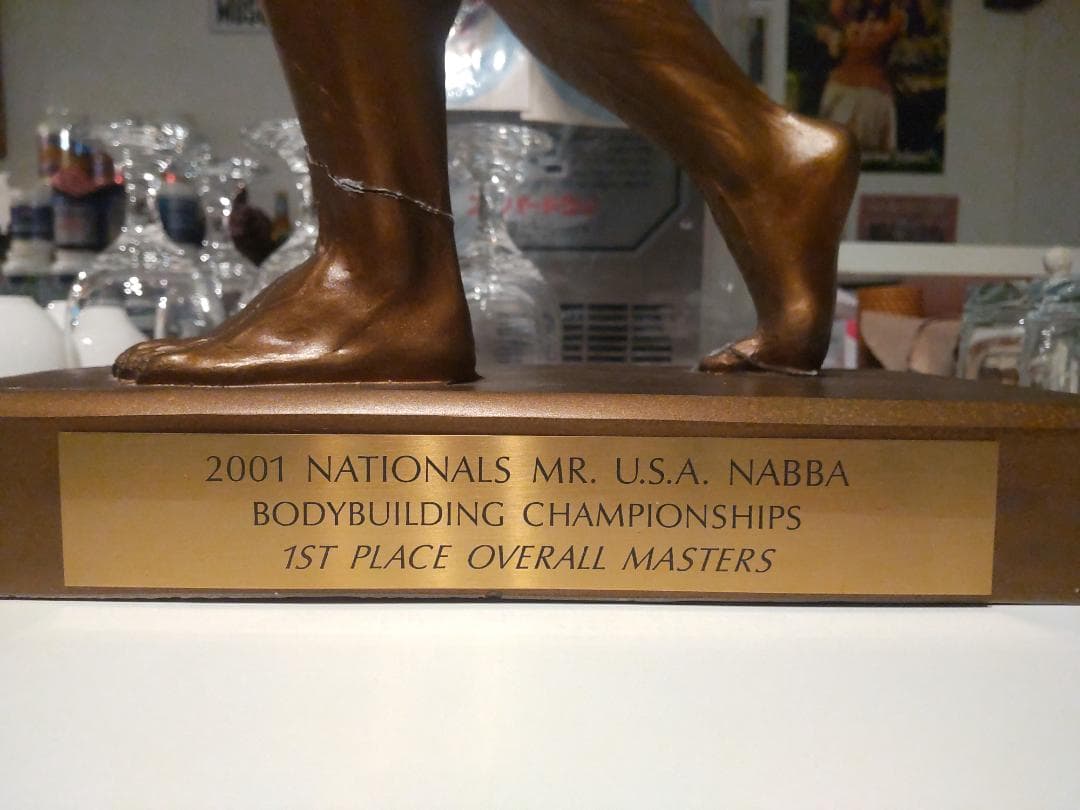 2001 NATIONALS MR. U.S.A. NABBA
BODYBUILDING CHAMPIONSHIPS
1ST PLACE OVERALL MASTERS